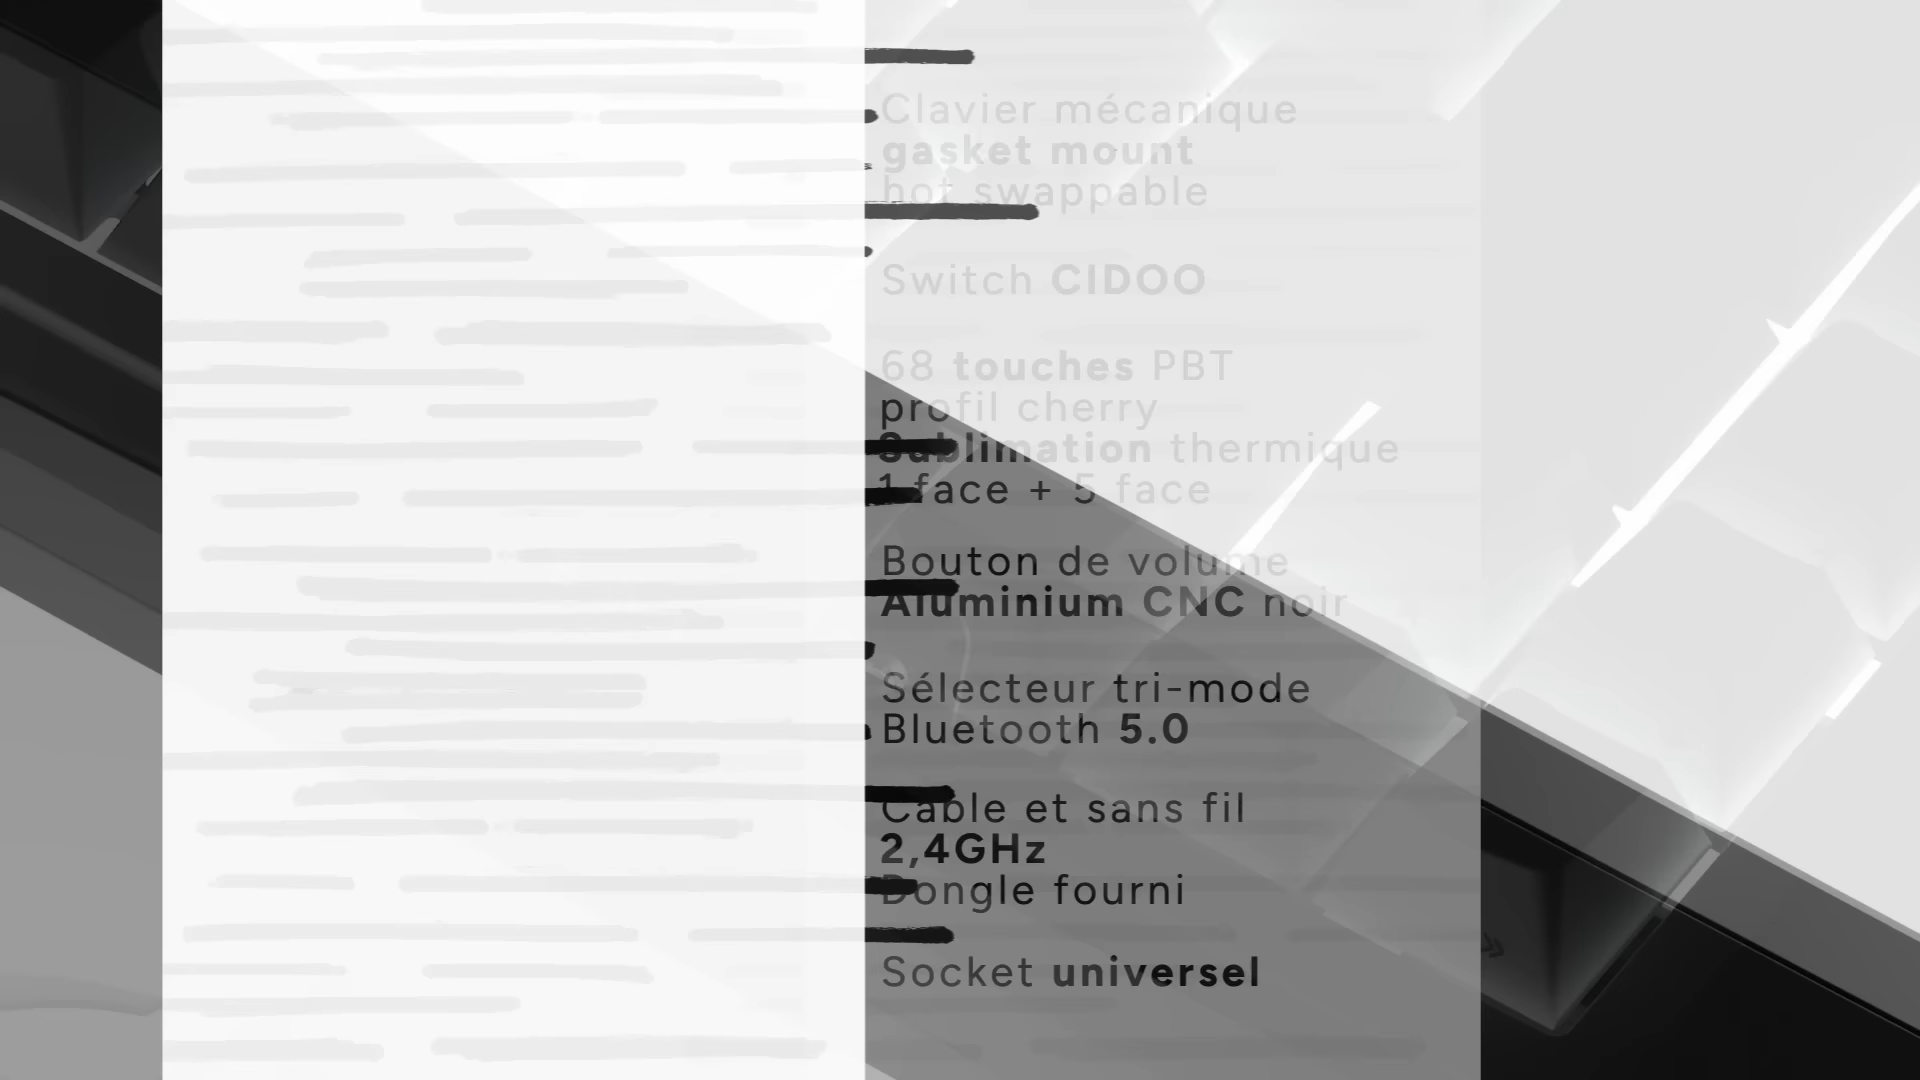 Clavier mécanique
gasket mount
hot swappable
Switch CIDOO
68 touches PBT
profil cherry
Sublimation thermique
1 face + 5 face
Bouton de volume
Aluminium CNC noir
Sélecteur tri-mode
Bluetooth 5.0
Cable et sans fil
2,4GHz
Dongle fourni
Socket universel